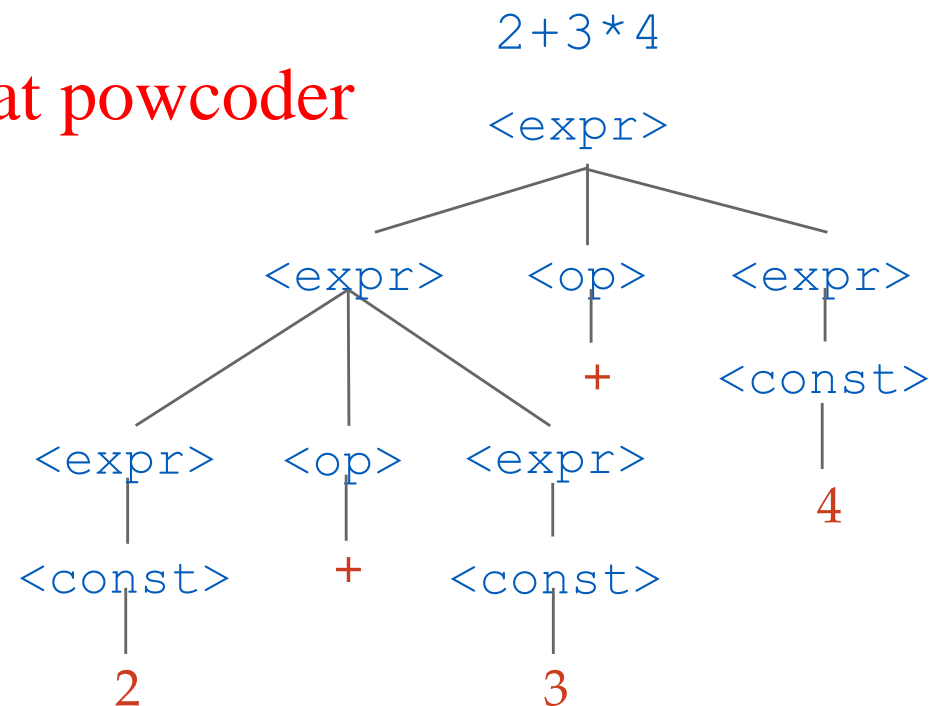 2+3*4
at powcoder
<expr>
<expr> <op> <expr>
+ <const>
<expr> <op> <expr>
4
<const> + <const>
2 3